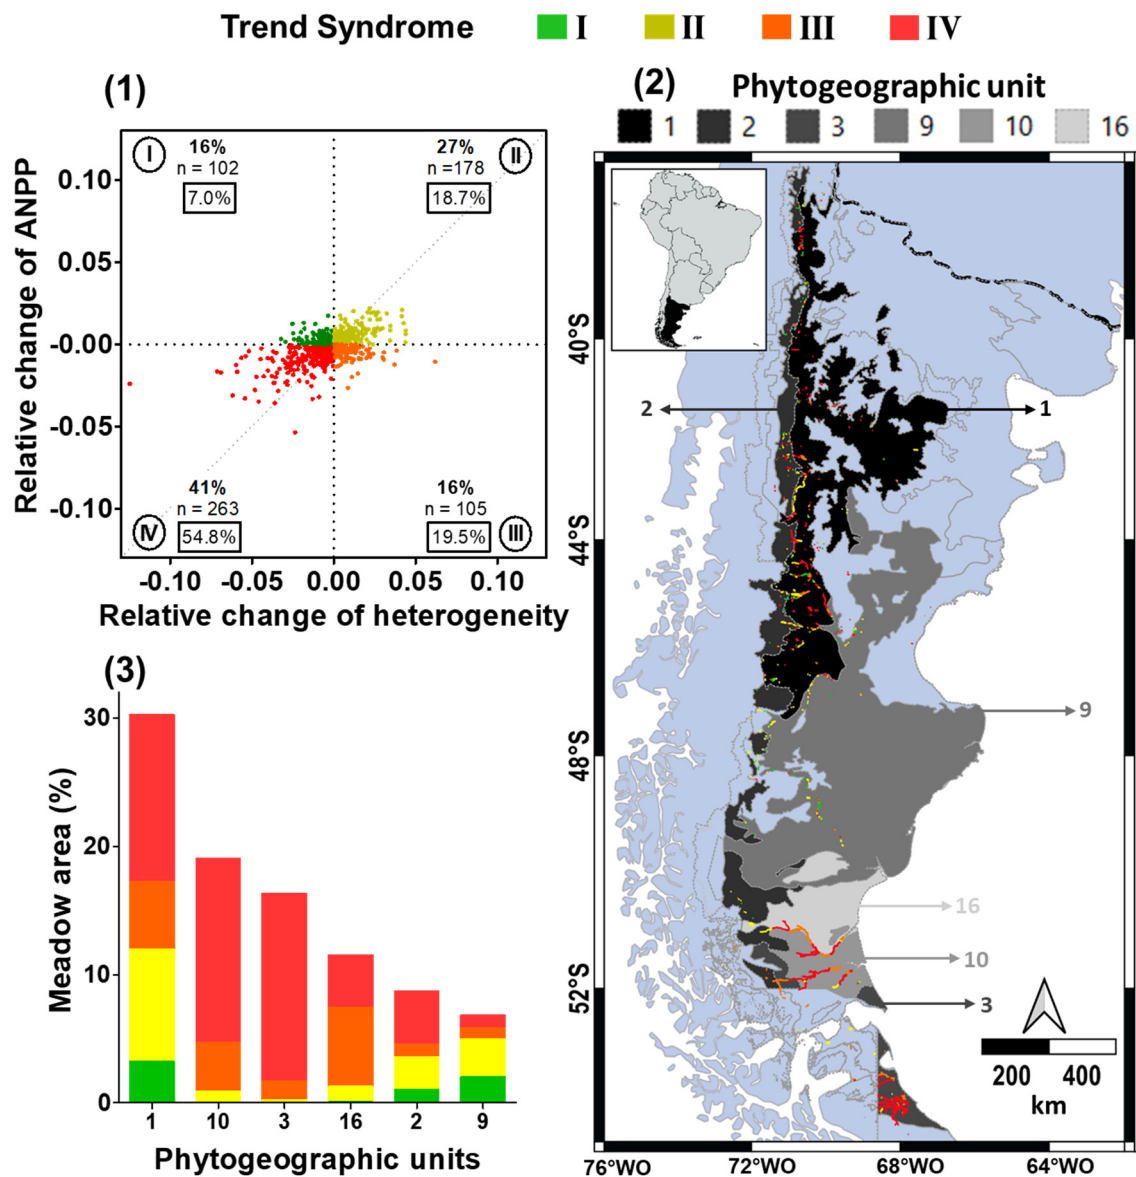 Trend Syndrome I II III IV
(1)
I 16% 27% II
n = 102 n =178
7.0% 18.7%
0.10
0.05
-0.00
-0.05
-0.10
Relative change of ANPP
41% 16%
n = 263 n = 105
IV 54.8% 19.5% III
-0.10 -0.05 0.00 0.05 0.10
Relative change of heterogeneity
(2) Phytogeographic unit
1 2 3 9 10 16
40°S
44°S
48°S
52°S
2
1
9
16
10
3
200 400
km
76°WO 72°WO 68°WO 64°WO
(3)
30
20
10
0
Meadow area (%)
1 10 3 16 2 9
Phytogeographic units